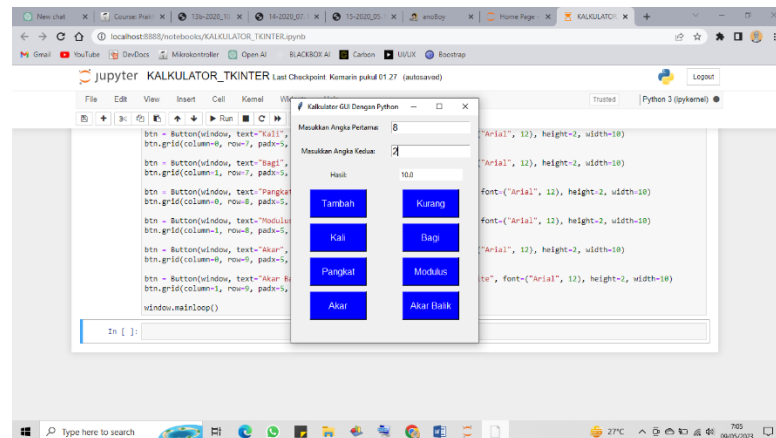 New chat
Course: Prakt
13b-2020_10
14-2020_07.
15-2020_05.
ano8oy
Home Page
KALKULATOR
localhost:8888/notebooks/KALKULATOR_TKINTER.ipynb
Gmail YouTube DevDocs Mikrokontroller Open AI BLACKBOX AI Carbon UI/UX Boostrap
jupyter KALKULATOR_TKINTER Last Checkpoint: Kemarin pukul 01.27 (autosaved)
Logout
File Edit View Insert Cell Kernel
Trusted
Python 3 (ipykernel)
Run
btn = Button(window, text="Kali", "Arial", 12), height=2, width=10)
btn.grid(column=0, row=7, padx=5,
btn = Button(window, text="Bagi", "Arial", 12), height=2, width=10)
btn.grid(column=1, row=7, padx=5,
btn = Button(window, text="Pangkat font=("Arial", 12), height=2, width=10)
btn.grid(column=0, row=8, padx=5,
btn = Button(window, text="Modulus font=("Arial", 12), height=2, width=10)
btn.grid(column=1, row=8, padx=5,
btn = Button(window, text="Akar", "Arial", 12), height=2, width=10)
btn.grid(column=0, row=9, padx=5,
btn = Button(window, text="Akar Ba te", font=("Arial", 12), height=2, width=10)
btn.grid(column=1, row=9, padx=5,
window.mainloop()
In [ ]:
Kalkulator GUI Dengan Python
Masukkan Angka Pertama: 8
Masukkan Angka Kedua: 2
Hasil: 10.0
Tambah Kurang
Kali Bagi
Pangkat Modulus
Akar Akar Balik
Type here to search
27°C
7:05
09/05/2023